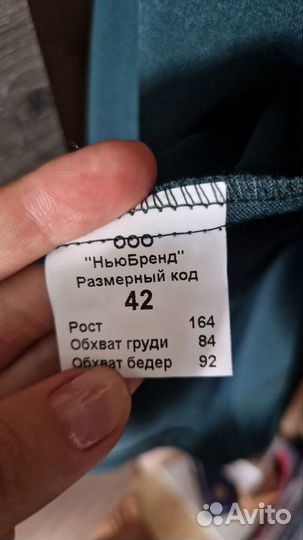 ООО
"НьюБренд"
Размерный код
42
Рост 164
Обхват груди 84
Обхват бедер 92
Avito